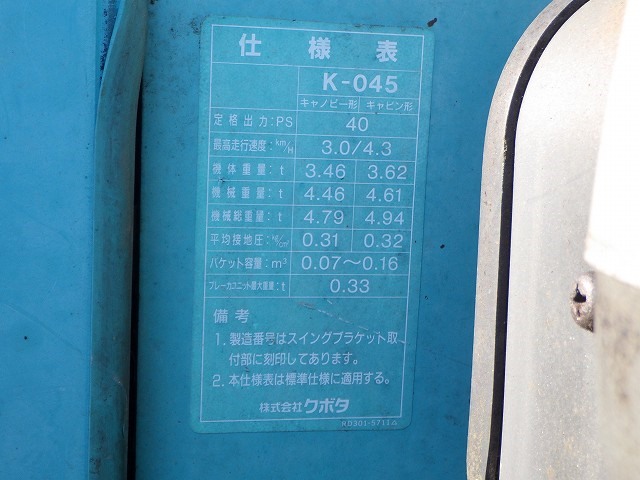 仕様表
K-045
キャノピー形 キャビン形
定格出力:PS 40
最高走行速度:km/H 3.0/4.3
機体重量:t 3.46 3.62
機械重量:t 4.46 4.61
機械総重量:t 4.79 4.94
平均接地圧:kg/cm² 0.31 0.32
バケット容量:m³ 0.07〜0.16
ブレーカユニット最大重量:t 0.33
備考
1. 製造番号はスイングブラケット取
付部に刻印してあります。
2. 本仕様表は標準仕様に適用する。
株式会社クボタ
RD301-5711